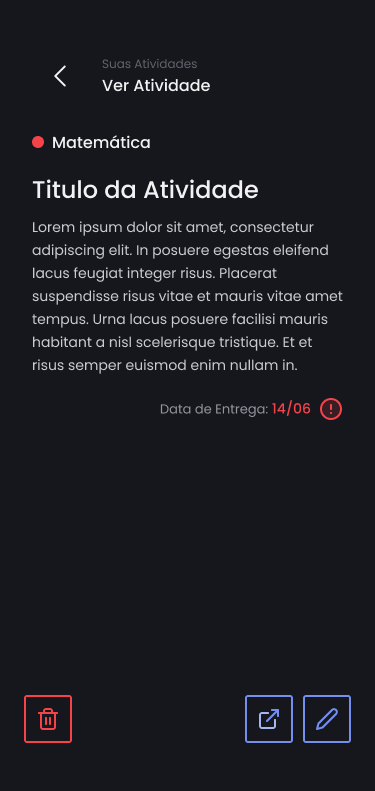 Suas Atividades
Ver Atividade
Matemática
Titulo da Atividade
Lorem ipsum dolor sit amet, consectetur
adipiscing elit. In posuere egestas eleifend
lacus feugiat integer risus. Placerat
suspendisse risus vitae et mauris vitae amet
tempus. Urna lacus posuere facilisi mauris
habitant a nisl scelerisque tristique. Et et
risus semper euismod enim nullam in.
Data de Entrega: 14/06